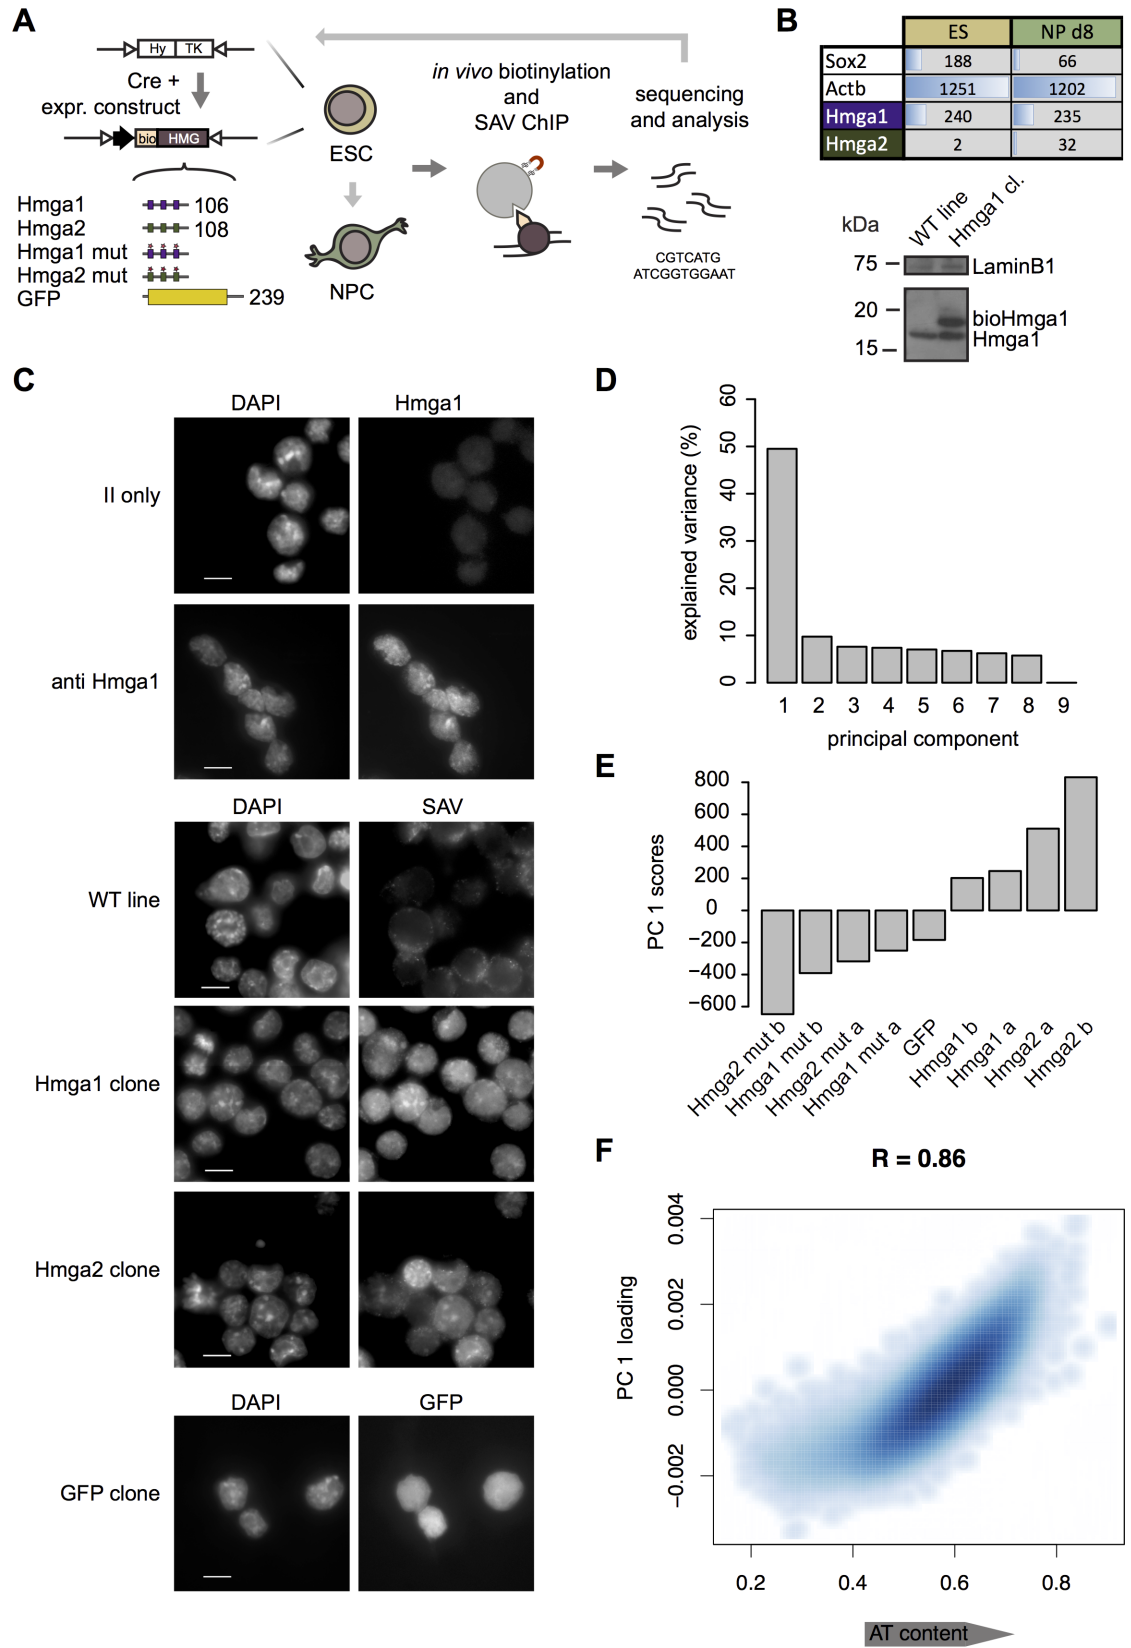 A
Hy TK
Cre +
expr. construct
bio HMG
Hmga1 106
Hmga2 108
Hmga1 mut
Hmga2 mut
GFP 239
ESC
NPC
in vivo biotinylation
and
SAV ChIP
sequencing
and analysis
CGTCATG
ATCGGTGGAAT
B
ES NP d8
Sox2 188 66
Actb 1251 1202
Hmga1 240 235
Hmga2 2 32
kDa WT line Hmga1 cl.
75 LaminB1
20 bioHmga1
Hmga1
15
C
DAPI Hmga1
II only
anti Hmga1
DAPI SAV
WT line
Hmga1 clone
Hmga2 clone
DAPI GFP
GFP clone
D
explained variance (%)
60
50
40
30
20
10
0
1 2 3 4 5 6 7 8 9
principal component
E
PC 1 scores
800
600
400
200
0
−200
−400
−600
Hmga2 mut b
Hmga1 mut b
Hmga2 mut a
Hmga1 mut a
GFP
Hmga1 b
Hmga1 a
Hmga2 a
Hmga2 b
F
R = 0.86
PC 1 loading
0.004
0.002
0.000
−0.002
0.2 0.4 0.6 0.8
AT content